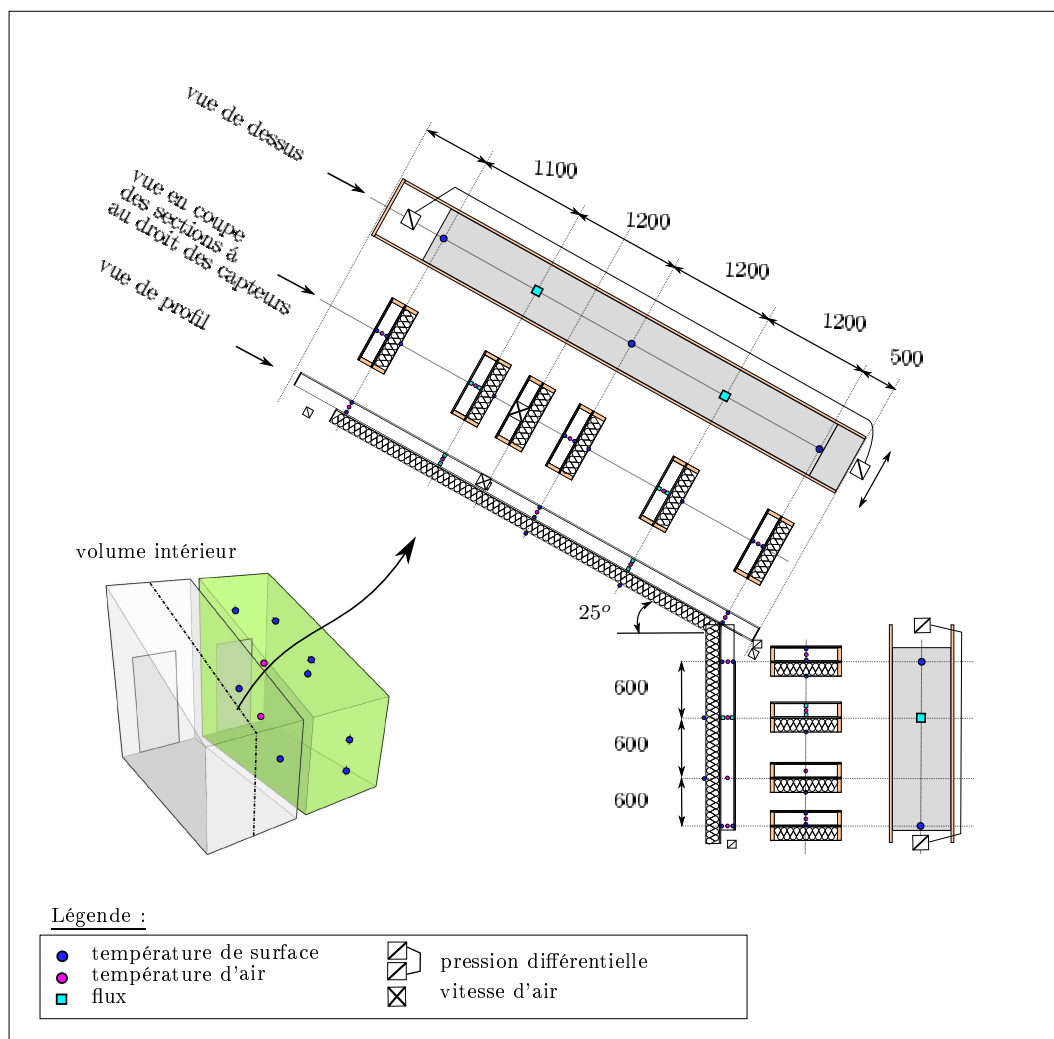 vue de dessus
vue en coupe
des sections á
au droit des capteurs
vue de profil
1100
1200
1200
1200
500
volume intérieur
25°
600
600
600
Légende :
température de surface
température d'air
flux
pression différentielle
vitesse d'air